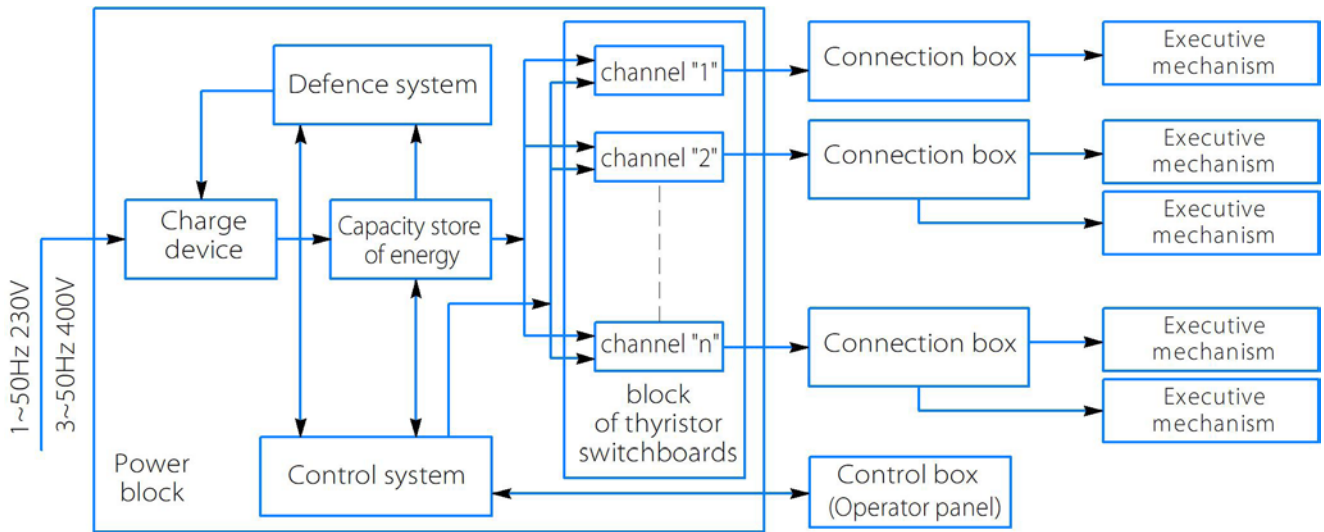 Defence system
channel "1"
Connection box
Executive
mechanism
channel "2"
Connection box
Executive
mechanism
Executive
mechanism
Charge
device
Capacity store
of energy
1~50Hz 230V
3~50Hz 400V
channel "n"
Connection box
Executive
mechanism
Executive
mechanism
block
of thyristor
switchboards
Power
block
Control system
Control box
(Operator panel)